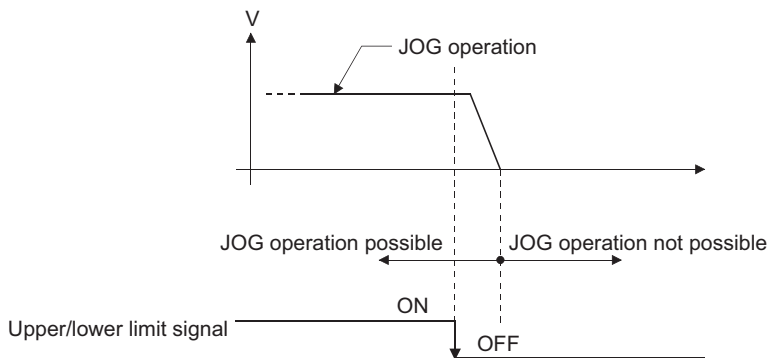 V
JOG operation
JOG operation possible
JOG operation not possible
ON
Upper/lower limit signal
OFF